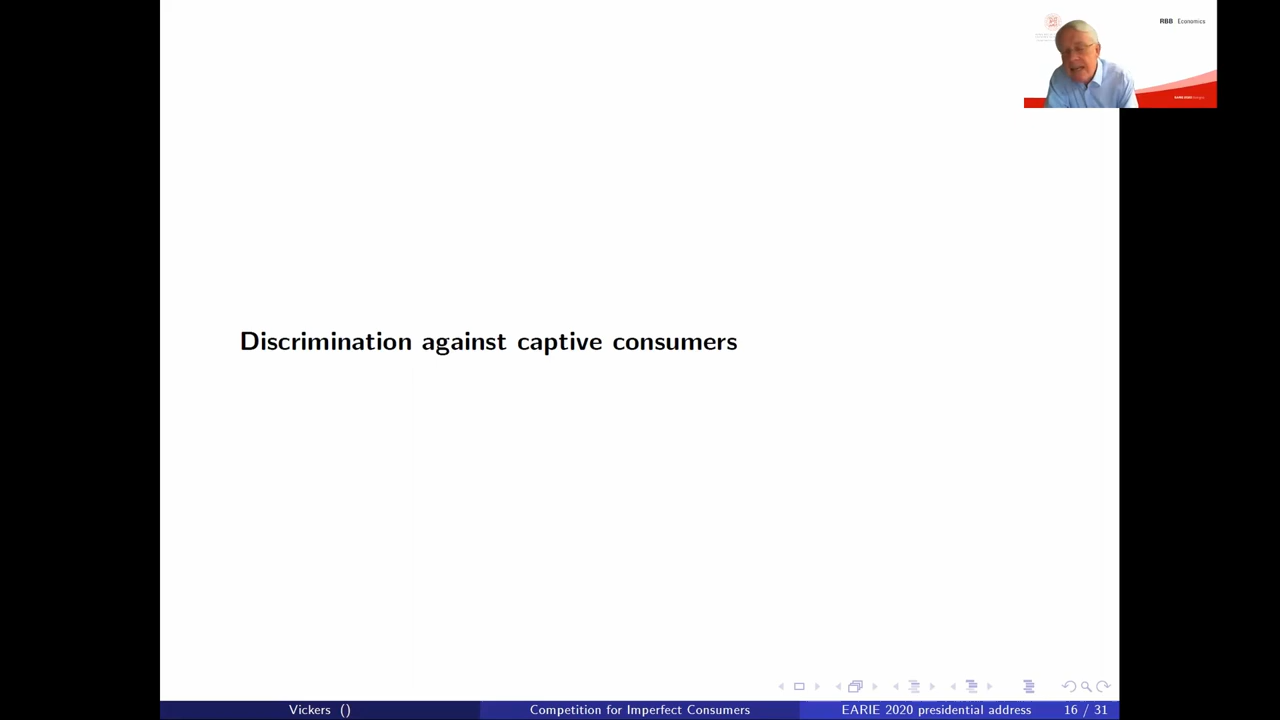 RBB Economics
Discrimination against captive consumers
Vickers ()
Competition for Imperfect Consumers
EARIE 2020 presidential address
16 / 31